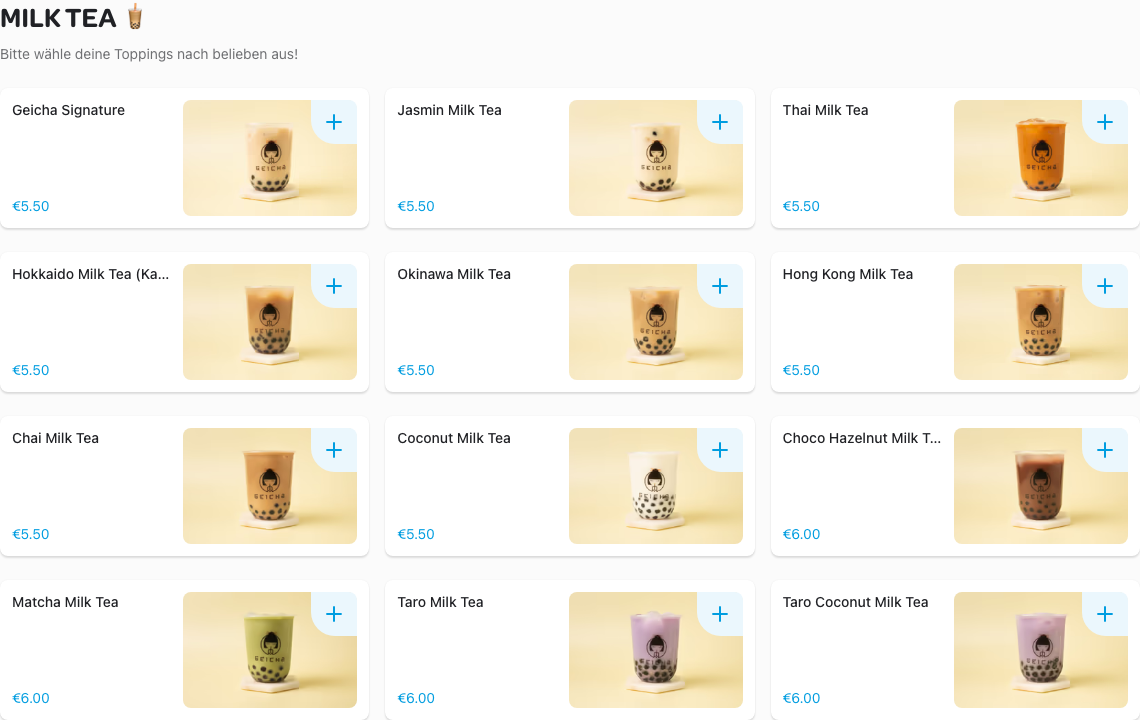 MILK TEA
Bitte wähle deine Toppings nach belieben aus!
Geicha Signature
€5.50
GEICHA
Jasmin Milk Tea
€5.50
GEICHA
Thai Milk Tea
€5.50
GEICHA
Hokkaido Milk Tea (Ka...
€5.50
GEICHA
Okinawa Milk Tea
€5.50
GEICHA
Hong Kong Milk Tea
€5.50
GEICHA
Chai Milk Tea
€5.50
GEICHA
Coconut Milk Tea
€5.50
GEICHA
Choco Hazelnut Milk T...
€6.00
GEICHA
Matcha Milk Tea
€6.00
GEICHA
Taro Milk Tea
€6.00
GEICHA
Taro Coconut Milk Tea
€6.00
GEICHA